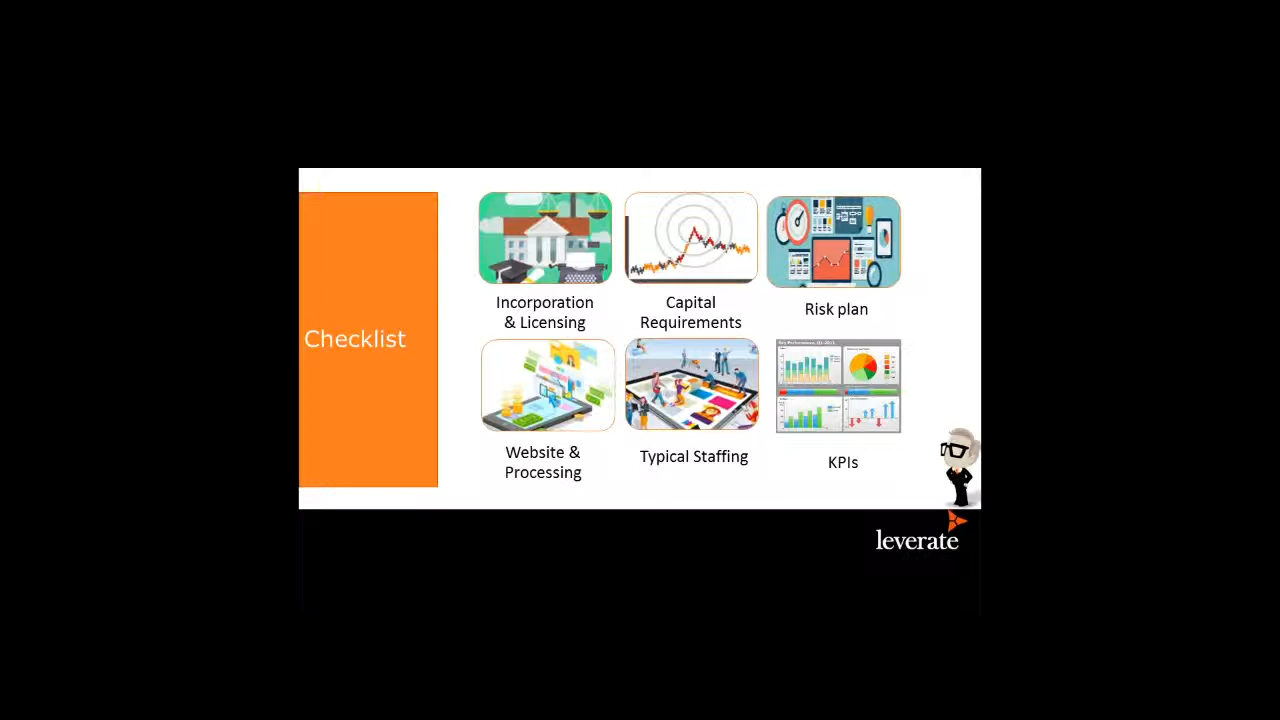 Checklist
Incorporation
& Licensing
Capital
Requirements
Risk plan
Website &
Processing
Typical Staffing
KPIs
leverate